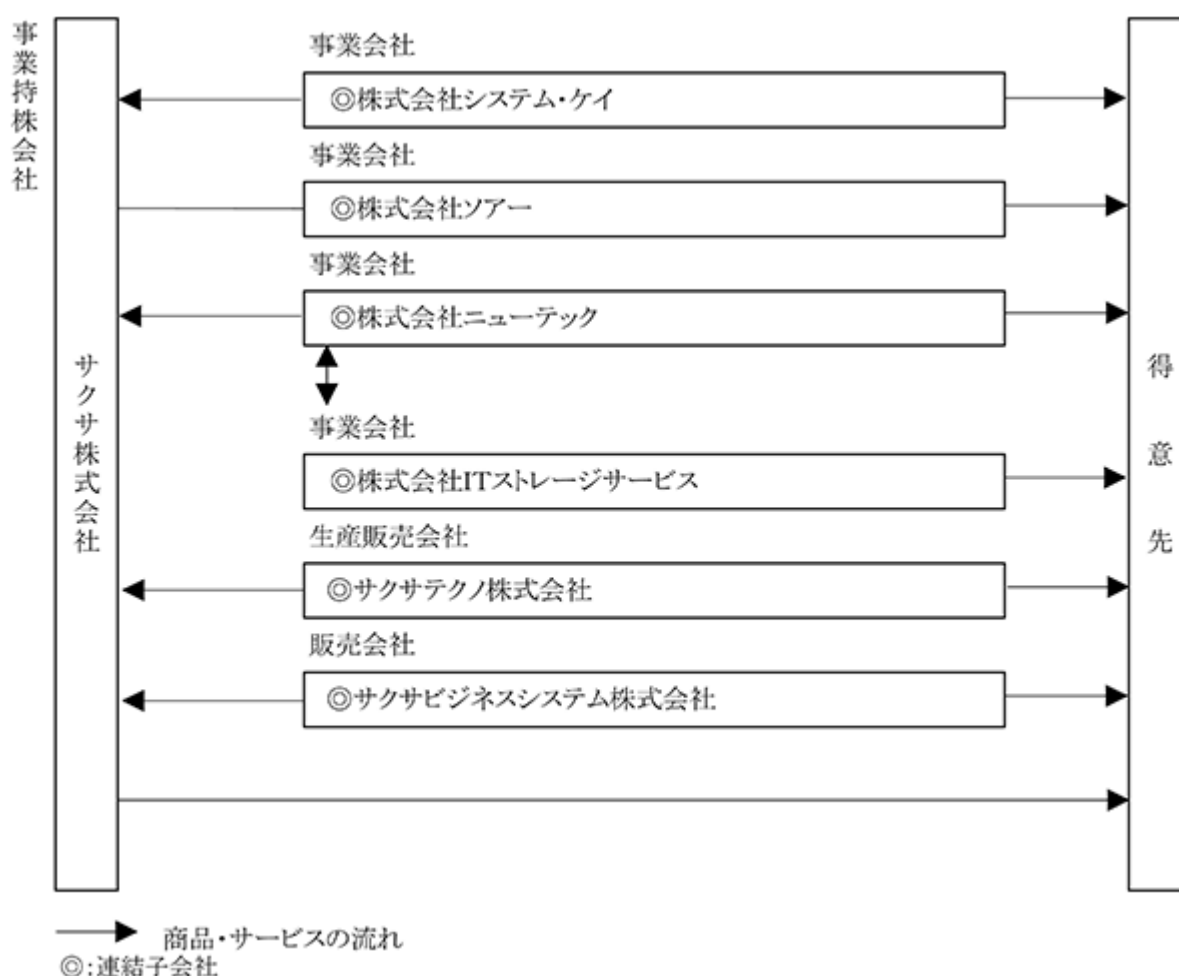 事業持株会社
サクサ株式会社
事業会社
◎株式会社システム・ケイ
事業会社
◎株式会社ソアー
事業会社
◎株式会社ニューテック
事業会社
◎株式会社ITストレージサービス
生産販売会社
◎サクサテクノ株式会社
販売会社
◎サクサビジネスシステム株式会社
得意先
商品・サービスの流れ
◎:連結子会社